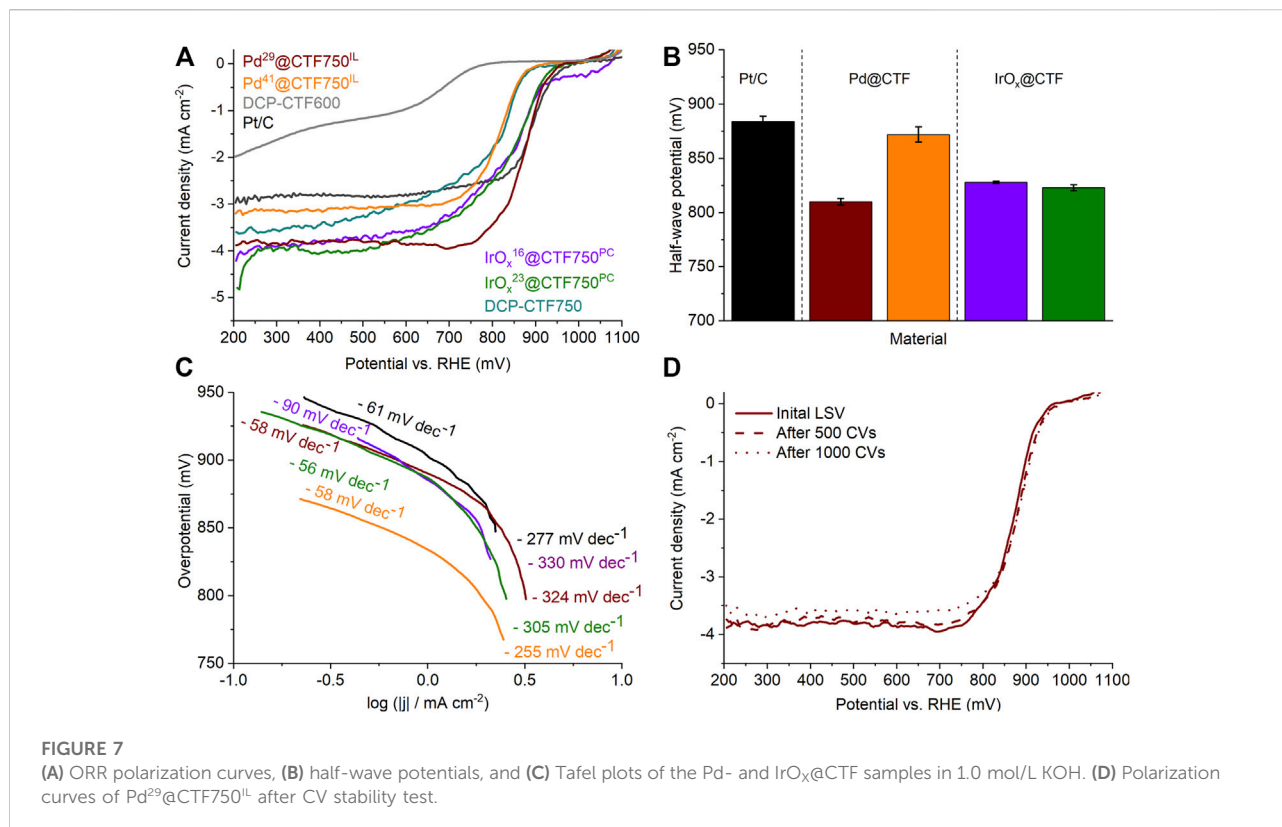 A
Pd²⁹@CTF750ᴵᴸ
Pd⁴¹@CTF750ᴵᴸ
DCP-CTF600
Pt/C
IrOₓ¹⁶@CTF750ᴾᶜ
IrOₓ²³@CTF750ᴾᶜ
DCP-CTF750
Current density (mA cm⁻²)
0
-1
-2
-3
-4
-5
200 300 400 500 600 700 800 900 1000 1100
Potential vs. RHE (mV)
B
Pt/C Pd@CTF IrOₓ@CTF
Half-wave potential (mV)
950
900
850
800
750
700
Material
C
- 61 mV dec⁻¹
- 90 mV dec⁻¹
- 58 mV dec⁻¹
- 56 mV dec⁻¹
- 58 mV dec⁻¹
- 277 mV dec⁻¹
- 330 mV dec⁻¹
- 324 mV dec⁻¹
- 305 mV dec⁻¹
- 255 mV dec⁻¹
Overpotential (mV)
950
900
850
800
750
-1.0 -0.5 0.0 0.5 1.0
log (|j| / mA cm⁻²)
D
Inital LSV
After 500 CVs
After 1000 CVs
Current density (mA cm⁻²)
0
-1
-2
-3
-4
200 300 400 500 600 700 800 900 1000 1100
Potential vs. RHE (mV)
FIGURE 7
(A) ORR polarization curves, (B) half-wave potentials, and (C) Tafel plots of the Pd- and IrOₓ@CTF samples in 1.0 mol/L KOH. (D) Polarization
curves of Pd²⁹@CTF750ᴵᴸ after CV stability test.